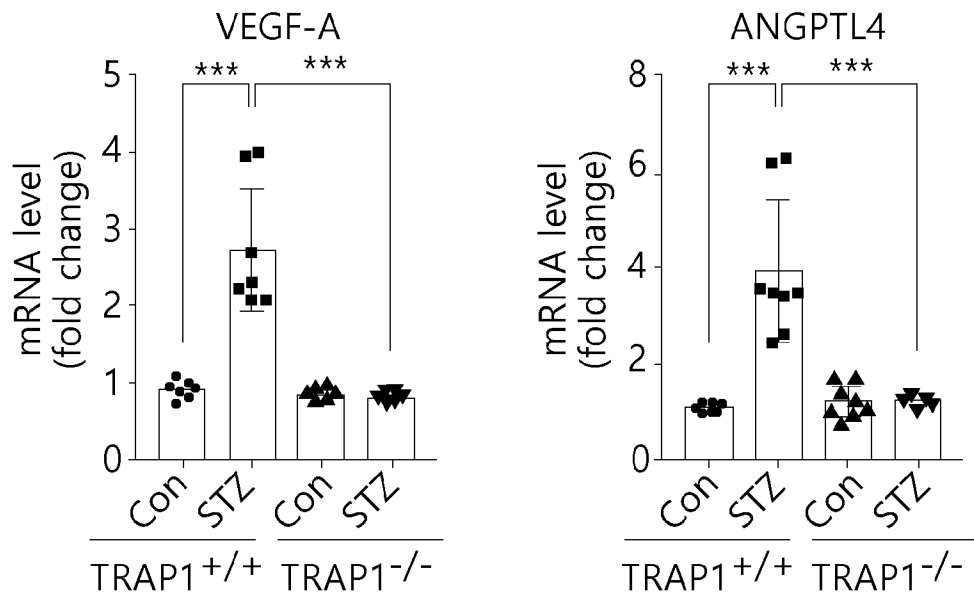 VEGF-A
*** ***
5
4
3
2
1
0
mRNA level
(fold change)
Con STZ Con STZ
TRAP1+/+ TRAP1-/-
ANGPTL4
*** ***
8
6
4
2
0
mRNA level
(fold change)
Con STZ Con STZ
TRAP1+/+ TRAP1-/-